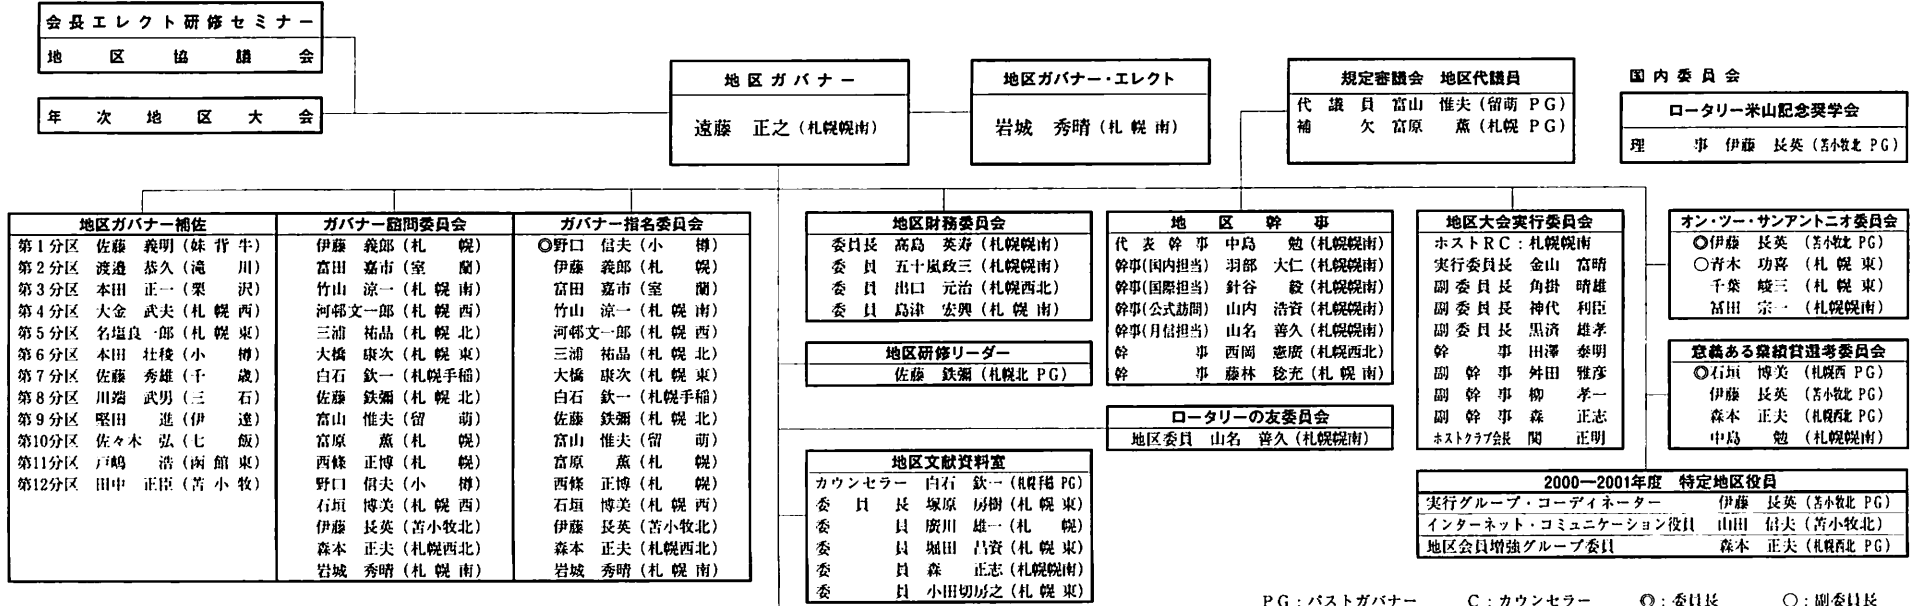 会長エレクト研修セミナー
地区協議会
年次地区大会
地区ガバナー
遠藤 正之(札幌幌南)
地区ガバナー・エレクト
岩城 秀晴(札幌南)
規定審議会 地区代議員
代議員 富山 惟夫(留萌 PG)
補欠 富原 薫(札幌 PG)
国内委員会
ロータリー米山記念奨学会
理事 伊藤 長英(苫小牧北 PG)
地区ガバナー補佐
第1分区 佐藤 義明(妹背牛)
第2分区 渡邉 恭久(滝川)
第3分区 本田 正一(栗沢)
第4分区 大金 武夫(札幌西)
第5分区 名塩良一郎(札幌東)
第6分区 本田 壮稜(小樽)
第7分区 佐藤 秀雄(千歳)
第8分区 川端 武男(三石)
第9分区 堅田 進(伊達)
第10分区 佐々木 弘(七飯)
第11分区 戸嶋 浩(函館東)
第12分区 田中 正臣(苫小牧)
ガバナー諮問委員会
伊藤 義郎(札幌)
富田 嘉市(室蘭)
竹山 涼一(札幌南)
河邨文一郎(札幌西)
三浦 祐晶(札幌北)
大橋 康次(札幌東)
白石 欽一(札幌手稲)
佐藤 鉄彌(札幌北)
富山 惟夫(留萌)
富原 薫(札幌)
西條 正博(札幌)
野口 信夫(小樽)
石垣 博美(札幌西)
伊藤 長英(苫小牧北)
森本 正夫(札幌西北)
岩城 秀晴(札幌南)
ガバナー指名委員会
◎野口 信夫(小樽)
伊藤 義郎(札幌)
富田 嘉市(室蘭)
竹山 涼一(札幌南)
河邨文一郎(札幌西)
三浦 祐晶(札幌北)
大橋 康次(札幌東)
白石 欽一(札幌手稲)
佐藤 鉄彌(札幌北)
富山 惟夫(留萌)
富原 薫(札幌)
西條 正博(札幌)
石垣 博美(札幌西)
伊藤 長英(苫小牧北)
森本 正夫(札幌西北)
岩城 秀晴(札幌南)
地区財務委員会
委員長 髙島 英寿(札幌幌南)
委員 五十嵐政三(札幌幌南)
委員 出口 元治(札幌西北)
委員 島津 宏興(札幌南)
地区研修リーダー
佐藤 鉄彌(札幌北 PG)
地区文献資料室
カウンセラー 白石 欽一(札幌手稲 PG)
委員長 塚原 房樹(札幌東)
委員 廣川 雄一(札幌)
委員 堀田 昌資(札幌東)
委員 森 正志(札幌幌南)
委員 小田切房之(札幌東)
地区幹事
代表幹事 中島 勉(札幌幌南)
幹事(国内担当) 羽部 大仁(札幌幌南)
幹事(国際担当) 針谷 毅(札幌幌南)
幹事(公式訪問) 山内 浩資(札幌幌南)
幹事(月信担当) 山名 善久(札幌幌南)
幹事 西岡 憲廣(札幌西北)
幹事 藤林 稔充(札幌南)
ロータリーの友委員会
地区委員 山名 善久(札幌幌南)
地区大会実行委員会
ホストRC:札幌幌南
実行委員長 金山 富晴
副委員長 角掛 晴雄
副委員長 神代 利臣
副委員長 黒済 雄孝
幹事 田澤 泰明
副幹事 舛田 雅彦
副幹事 柳 孝一
副幹事 森 正志
ホストクラブ会長 関 正明
オン・ツー・サンアントニオ委員会
◎伊藤 長英(苫小牧北 PG)
○青木 功喜(札幌東)
千葉 峻三(札幌東)
冨田 宗一(札幌幌南)
意義ある業績賞選考委員会
◎石垣 博美(札幌西 PG)
伊藤 長英(苫小牧北 PG)
森本 正夫(札幌西北 PG)
中島 勉(札幌幌南)
2000―2001年度 特定地区役員
実行グループ・コーディネーター 伊藤 長英(苫小牧北 PG)
インターネット・コミュニケーション役員 山田 信夫(苫小牧北)
地区会員増強グループ委員 森本 正夫(札幌西北 PG)
PG:パストガバナー C:カウンセラー ◎:委員長 ○:副委員長